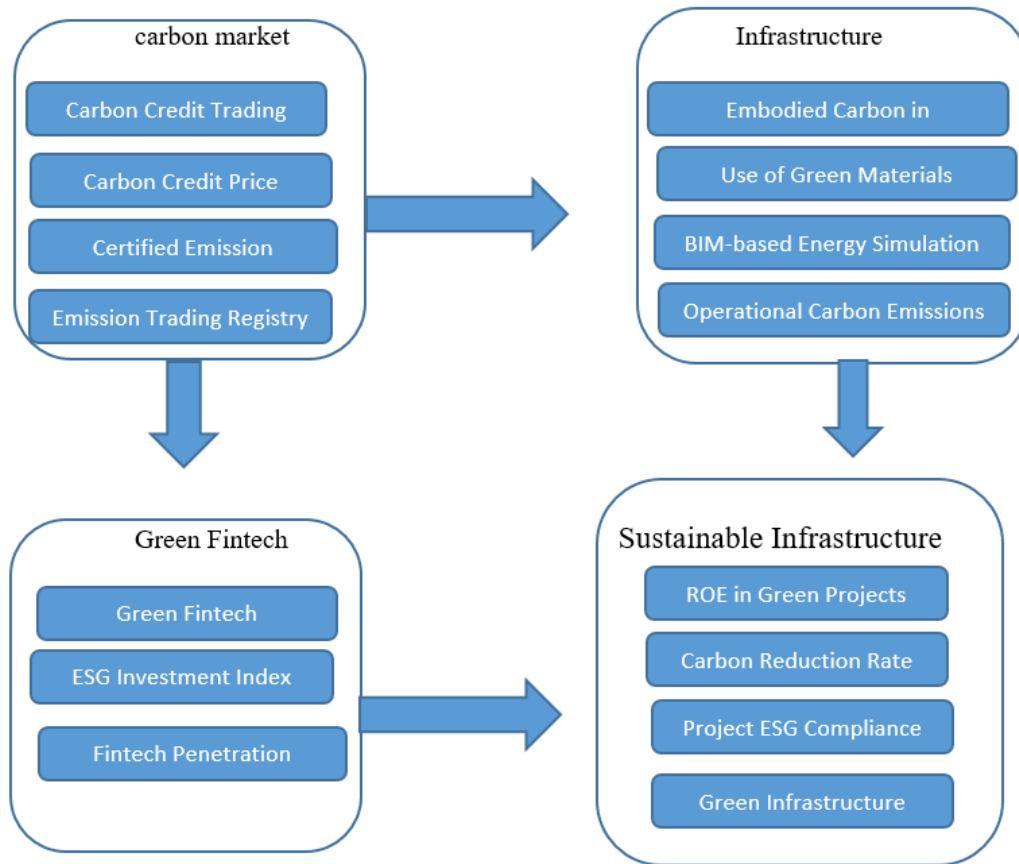 carbon market
Carbon Credit Trading
Carbon Credit Price
Certified Emission
Emission Trading Registry
Infrastructure
Embodied Carbon in
Use of Green Materials
BIM-based Energy Simulation
Operational Carbon Emissions
Green Fintech
Green Fintech
ESG Investment Index
Fintech Penetration
Sustainable Infrastructure
ROE in Green Projects
Carbon Reduction Rate
Project ESG Compliance
Green Infrastructure